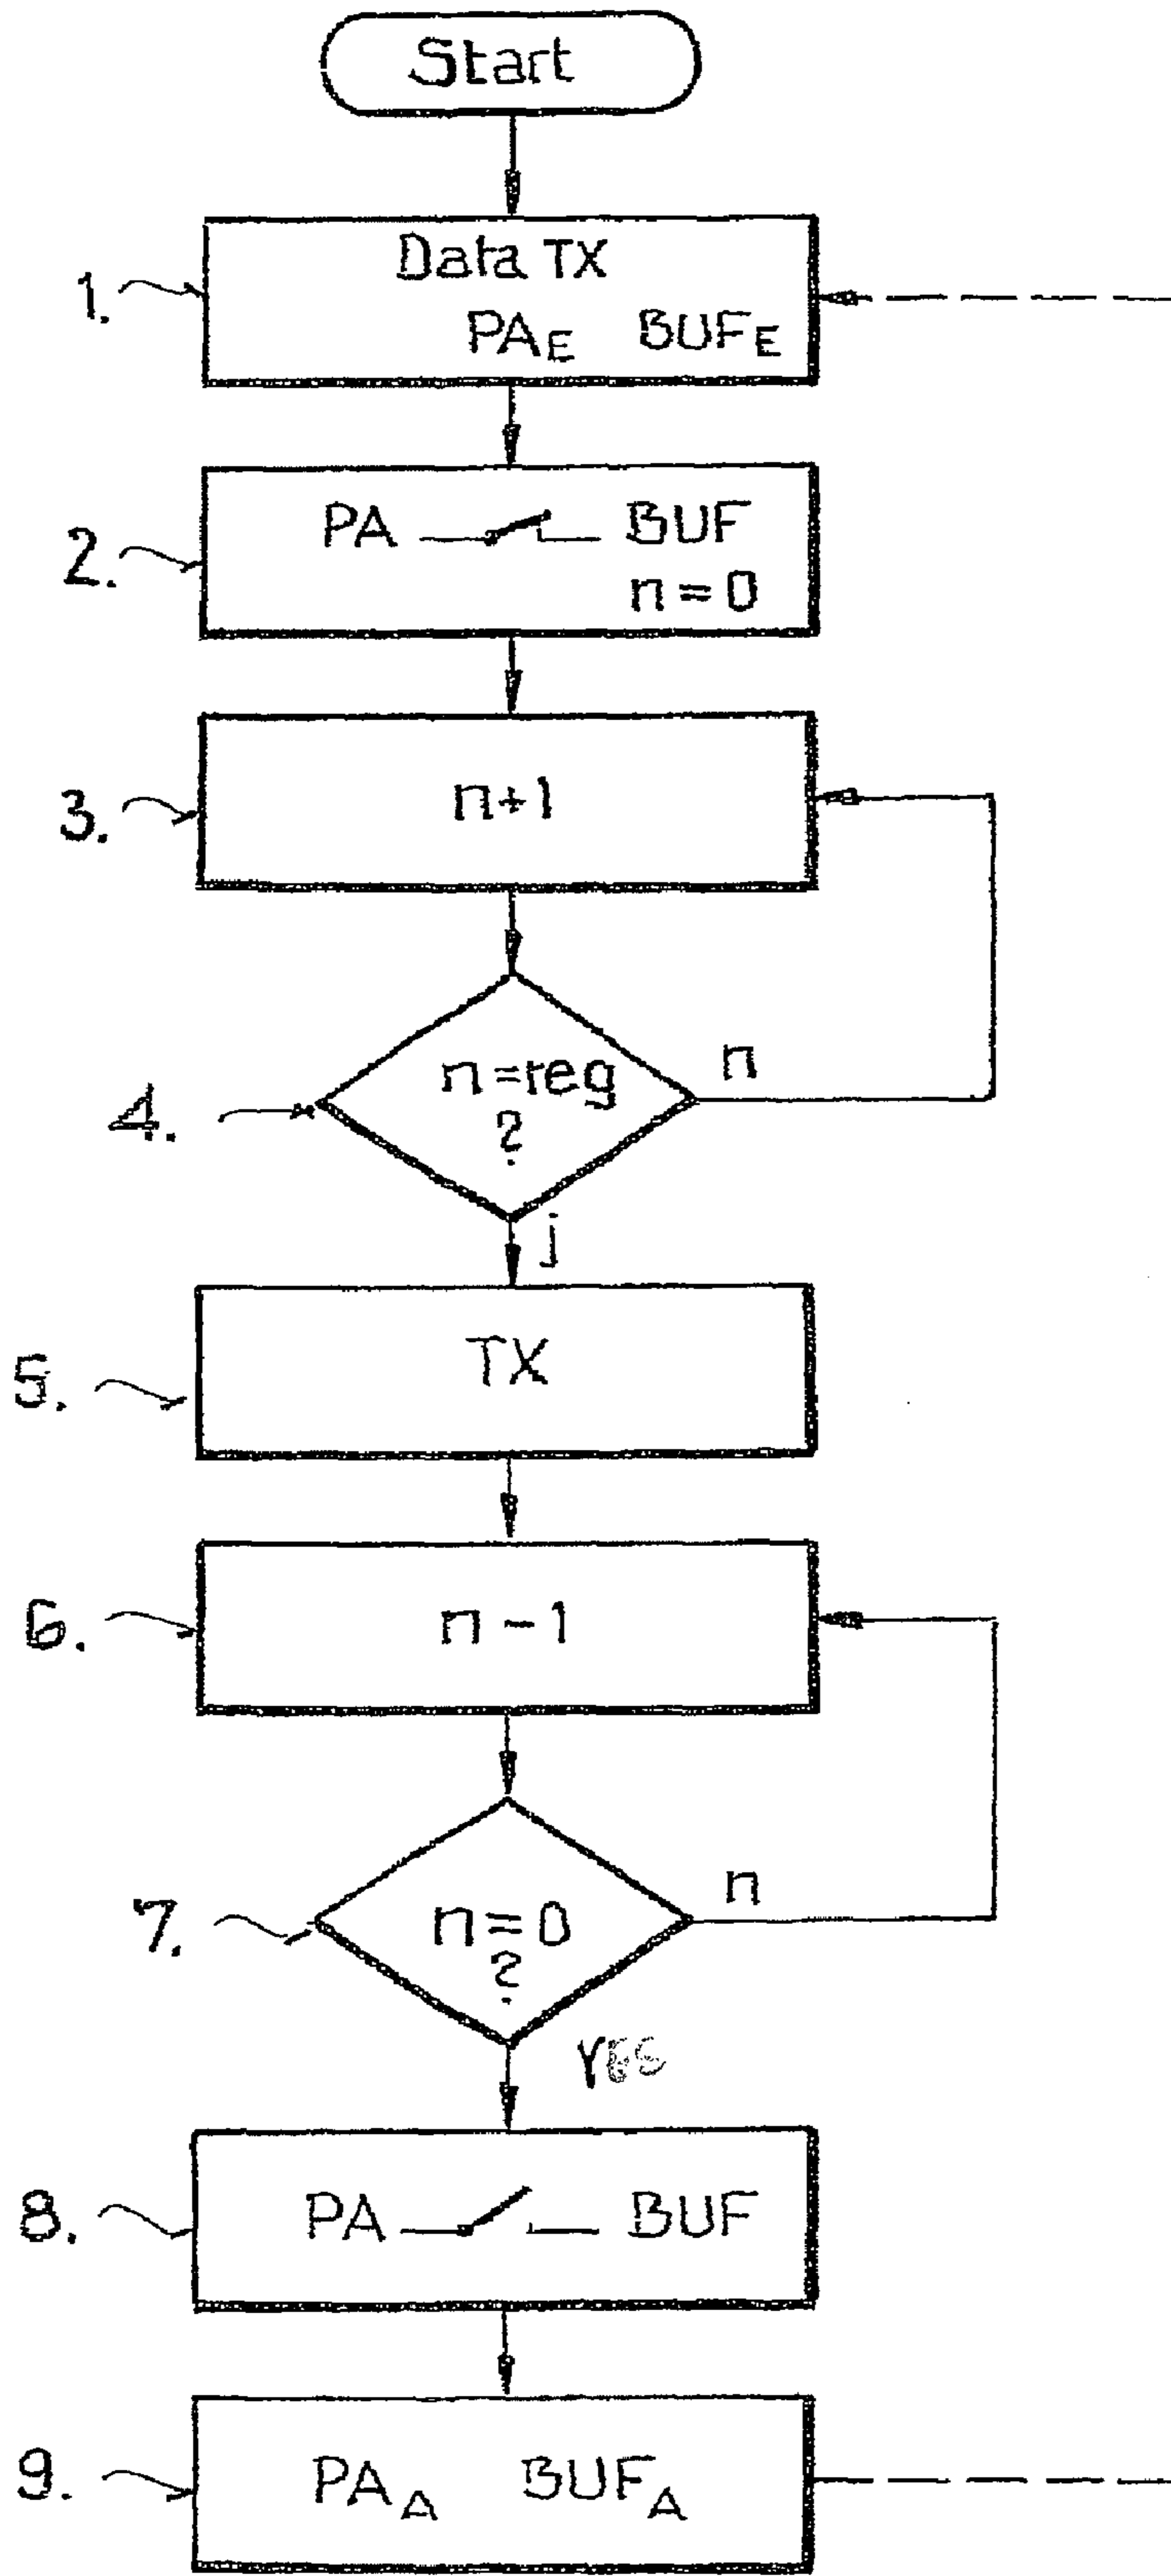 Start
1.
Data TX
PAE BUFE
2.
PA BUF
n = 0
3.
n+1
4.
n=reg
?
n
j
5.
TX
6.
n - 1
7.
n = 0
?
n
YES
8.
PA BUF
9.
PAA BUFA